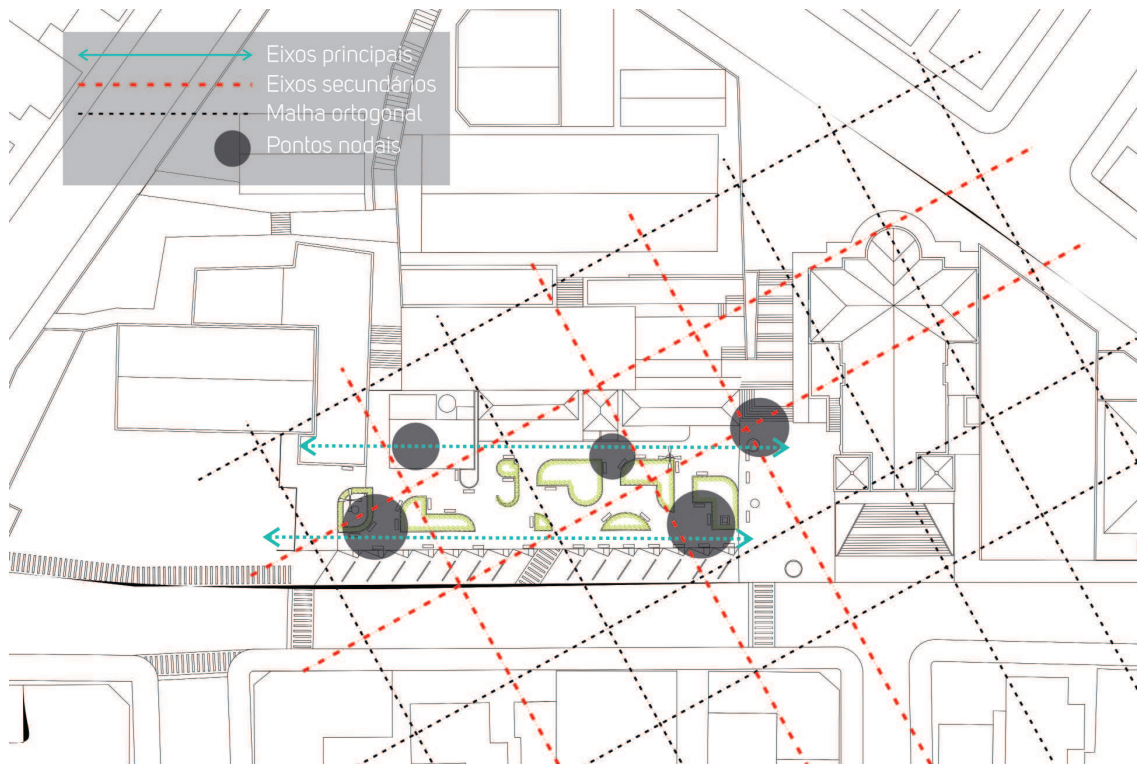 Eixos principais
Eixos secundários
Malha ortogonal
Pontos nodais